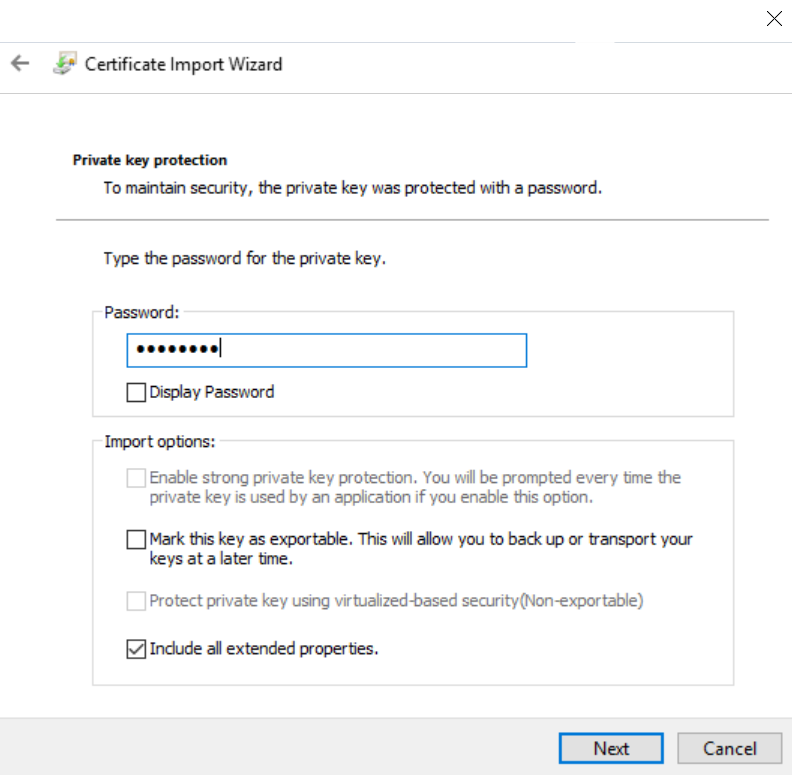 Certificate Import Wizard
Private key protection
To maintain security, the private key was protected with a password.
Type the password for the private key.
Password:
••••••••
Display Password
Import options:
Enable strong private key protection. You will be prompted every time the
private key is used by an application if you enable this option.
Mark this key as exportable. This will allow you to back up or transport your
keys at a later time.
Protect private key using virtualized-based security(Non-exportable)
Include all extended properties.
Next
Cancel